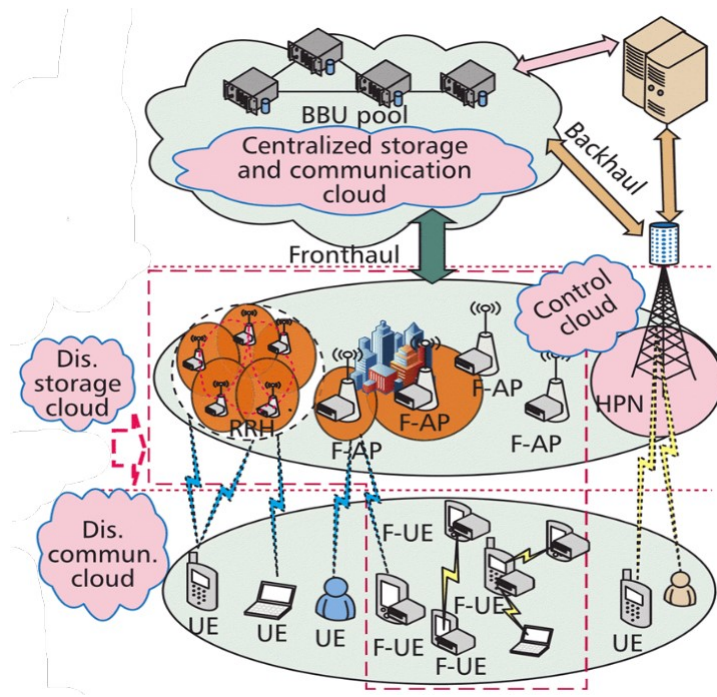 BBU pool
Centralized storage
and communication
cloud
Backhaul
Fronthaul
Control
cloud
Dis.
storage
cloud
RRH
F-AP
F-AP
F-AP
F-AP
HPN
Dis.
commun.
cloud
F-UE
F-UE
UE
UE
UE
F-UE
F-UE
UE